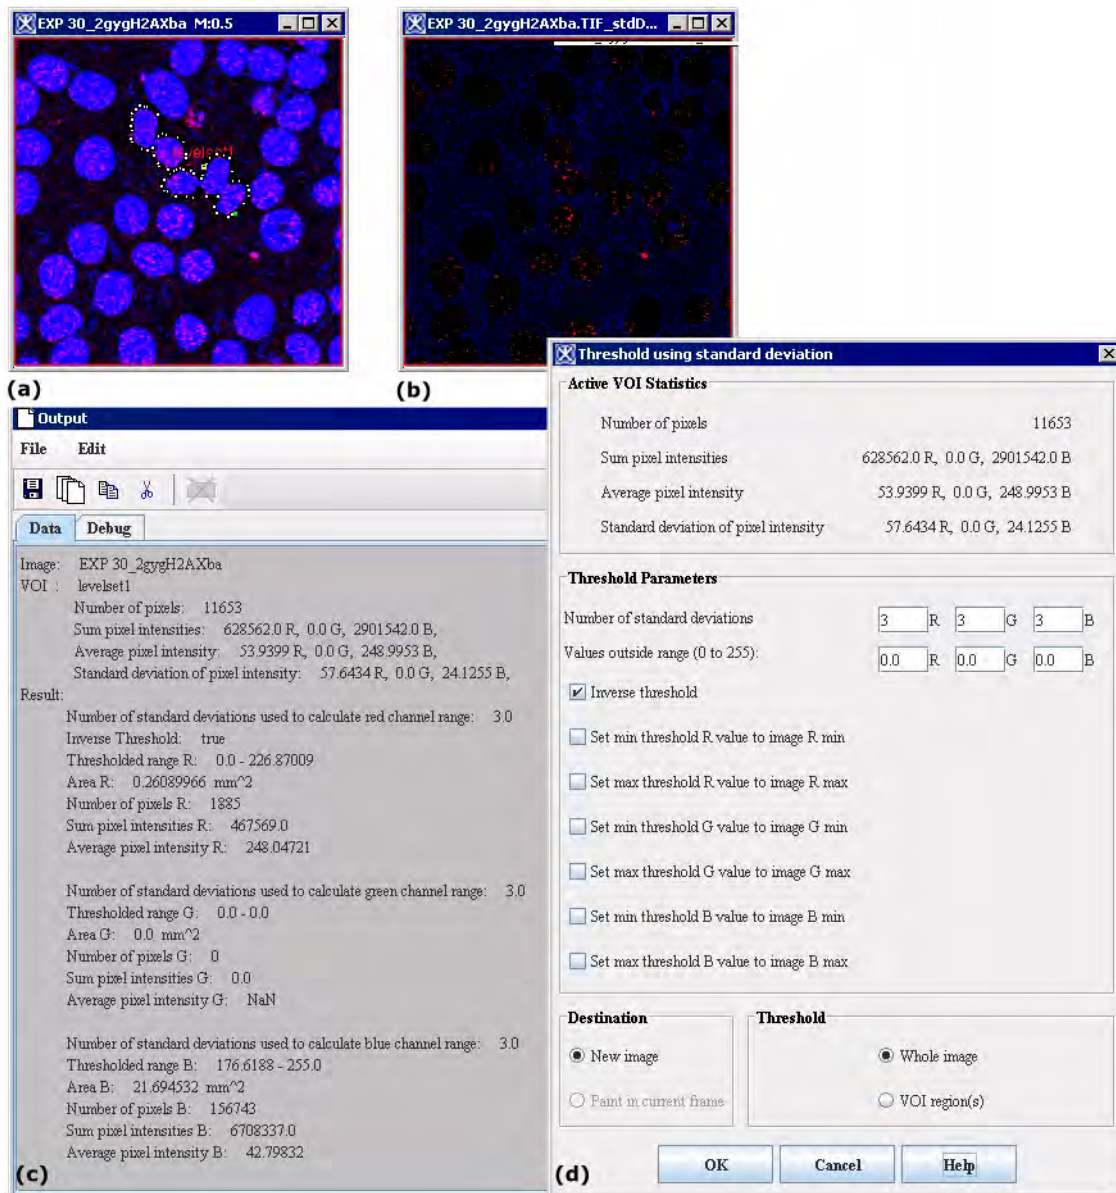 EXP 30_2gygH2AXba M:0.5
EXP 30_2gygH2AXba.TIF_stdD...
levelset1
(a)
(b)
Output
File Edit
Data Debug
Image: EXP 30_2gygH2AXba
VOI : levelset1
Number of pixels: 11653
Sum pixel intensities: 628562.0 R, 0.0 G, 2901542.0 B,
Average pixel intensity: 53.9399 R, 0.0 G, 248.9953 B,
Standard deviation of pixel intensity: 57.6434 R, 0.0 G, 24.1255 B,
Result:
Number of standard deviations used to calculate red channel range: 3.0
Inverse Threshold: true
Thresholded range R: 0.0 - 226.87009
Area R: 0.26089966 mm^2
Number of pixels R: 1885
Sum pixel intensities R: 467569.0
Average pixel intensity R: 248.04721
Number of standard deviations used to calculate green channel range: 3.0
Thresholded range G: 0.0 - 0.0
Area G: 0.0 mm^2
Number of pixels G: 0
Sum pixel intensities G: 0.0
Average pixel intensity G: NaN
Number of standard deviations used to calculate blue channel range: 3.0
Thresholded range B: 176.6188 - 255.0
Area B: 21.694532 mm^2
Number of pixels B: 156743
Sum pixel intensities B: 6708337.0
Average pixel intensity B: 42.79832
(c)
Threshold using standard deviation
Active VOI Statistics
Number of pixels 11653
Sum pixel intensities 628562.0 R, 0.0 G, 2901542.0 B
Average pixel intensity 53.9399 R, 0.0 G, 248.9953 B
Standard deviation of pixel intensity 57.6434 R, 0.0 G, 24.1255 B
Threshold Parameters
Number of standard deviations 3 R 3 G 3 B
Values outside range (0 to 255): 0.0 R 0.0 G 0.0 B
Inverse threshold
Set min threshold R value to image R min
Set max threshold R value to image R max
Set min threshold G value to image G min
Set max threshold G value to image G max
Set min threshold B value to image B min
Set max threshold B value to image B max
Destination Threshold
New image Whole image
Paint in current frame VOI region(s)
(d) OK Cancel Help